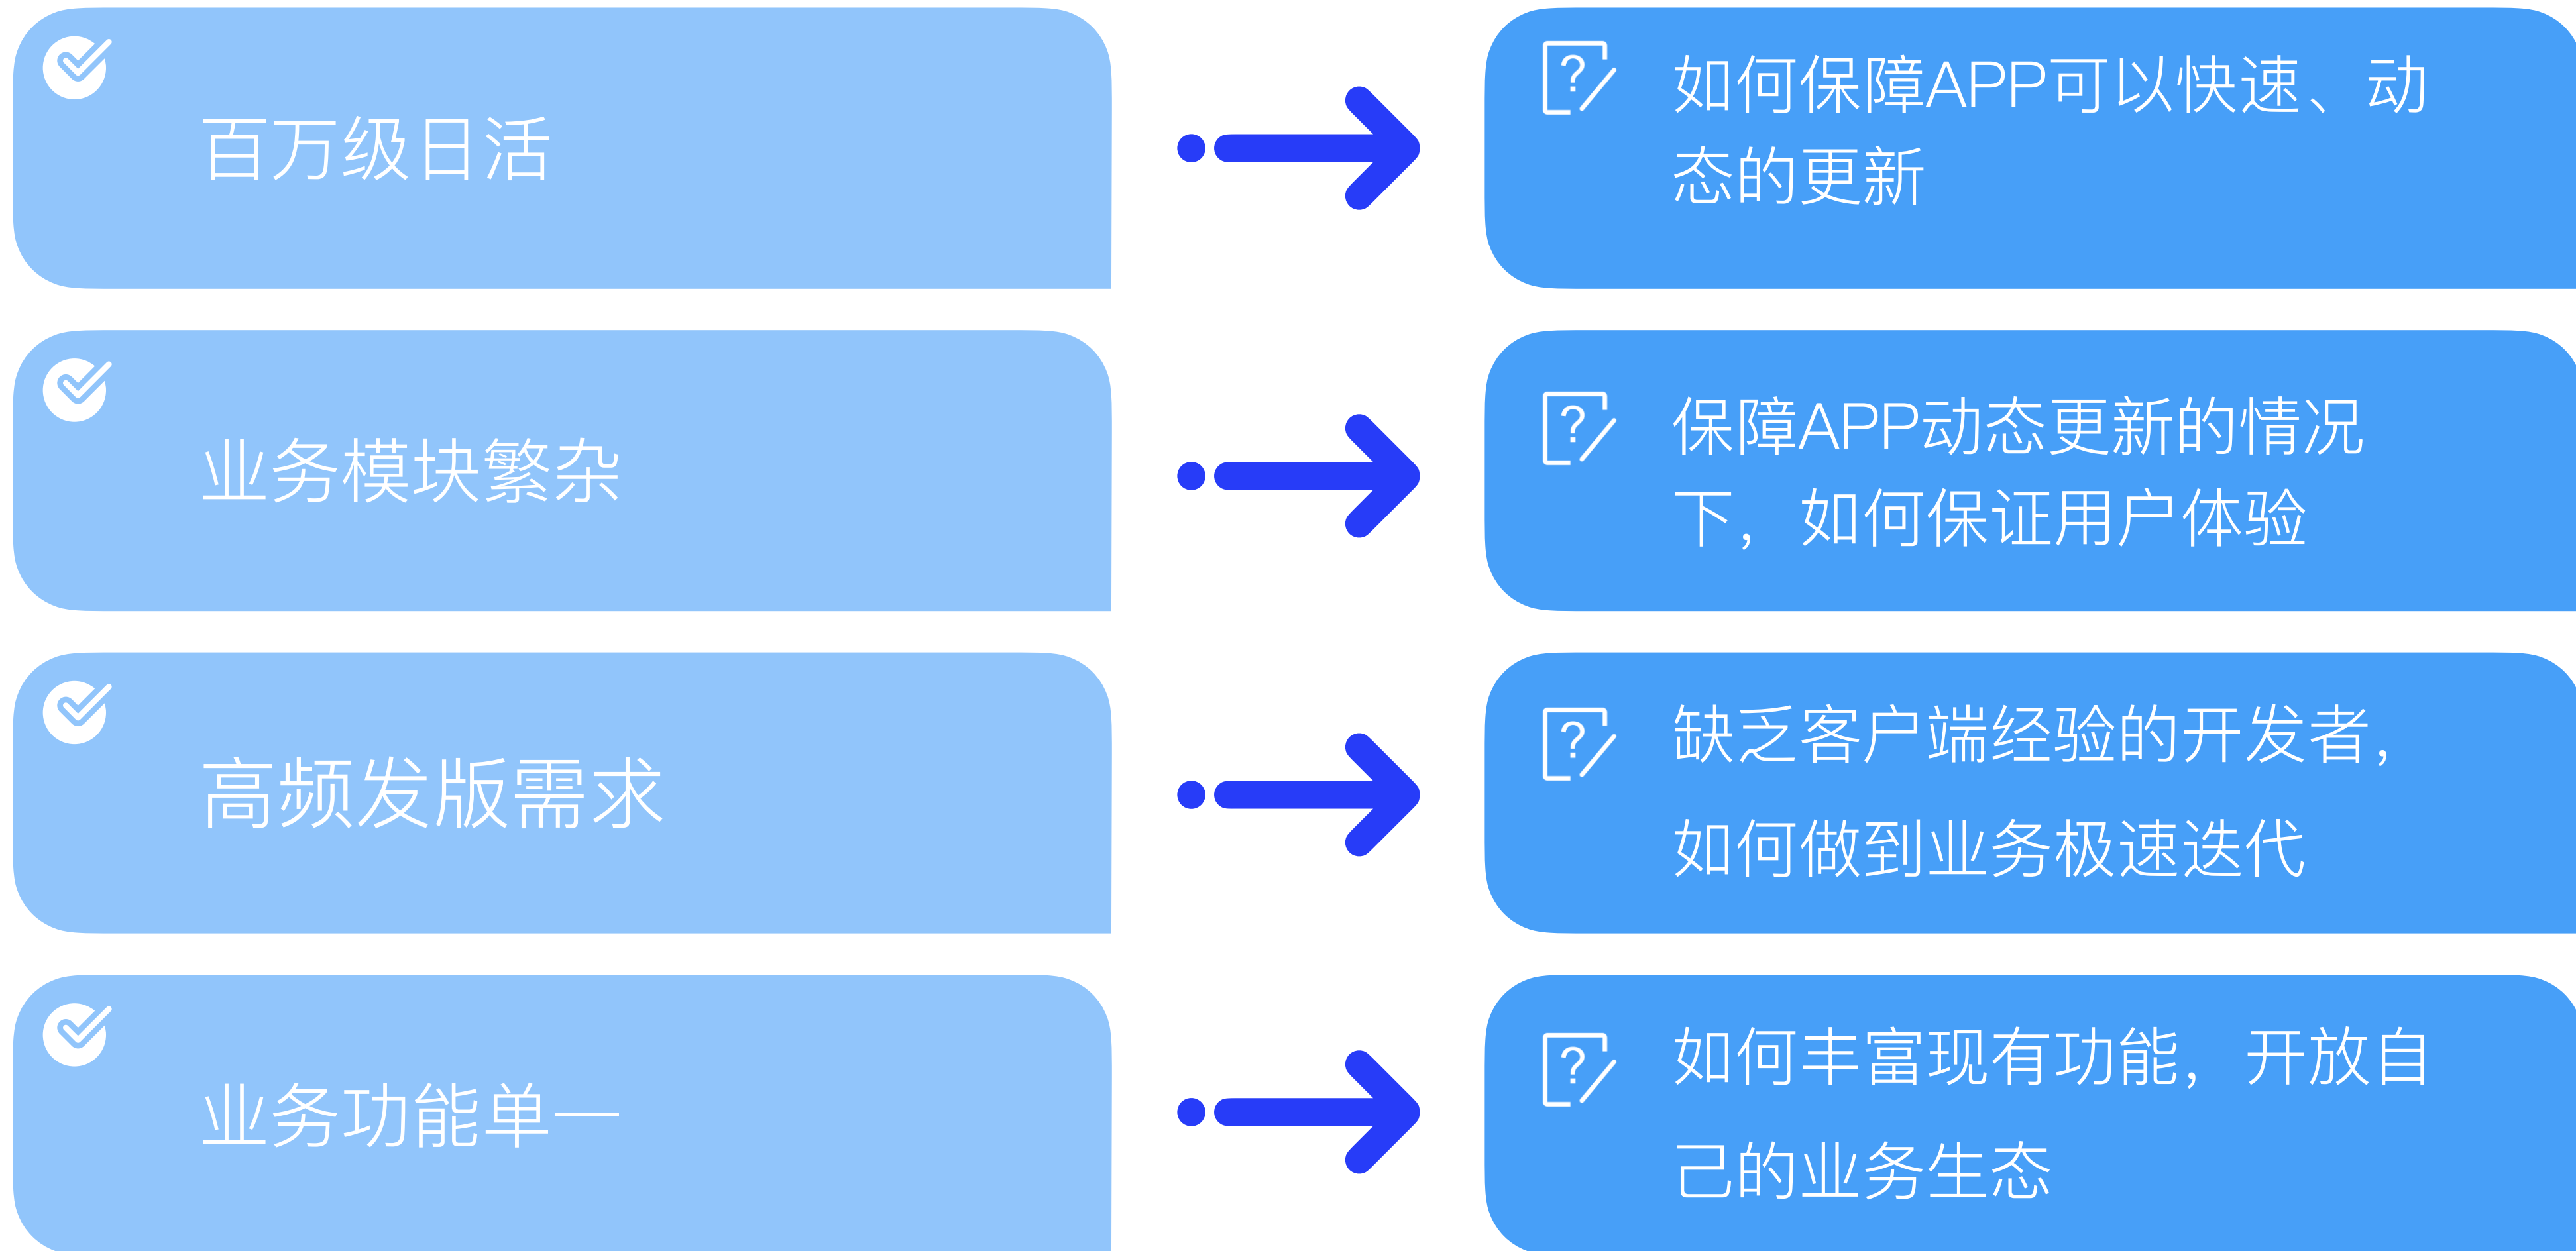 百万级日活
如何保障APP可以快速、动
态的更新
业务模块繁杂
保障APP动态更新的情况
下，如何保证用户体验
高频发版需求
缺乏客户端经验的开发者，
如何做到业务极速迭代
业务功能单一
如何丰富现有功能，开放自
己的业务生态